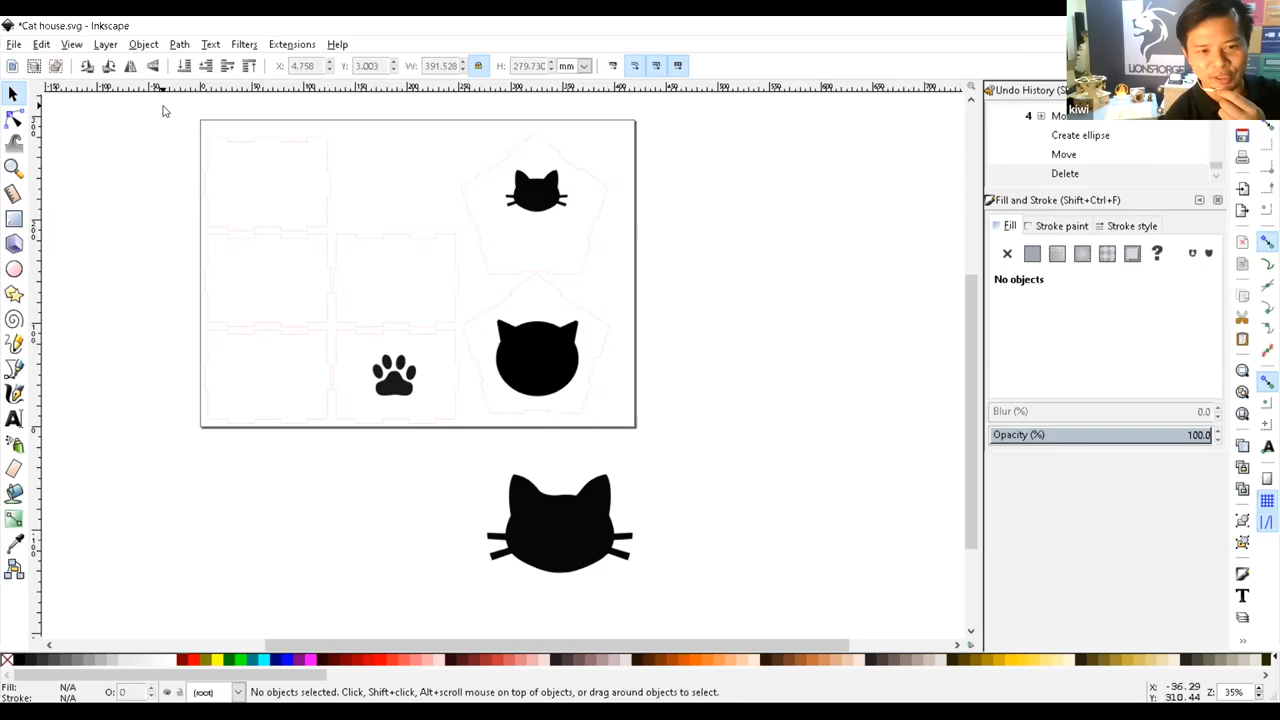 *Cat house.svg - Inkscape
File Edit View Layer Object Path Text Filters Extensions Help
X: 4.758 Y: 3.003 W: 391.528 H: 279.730 mm
LIONSFORGE
kiwi
Undo History (S
4 Mo
Create ellipse
Move
Delete
Fill and Stroke (Shift+Ctrl+F)
Fill Stroke paint Stroke style
?
No objects
Blur (%) 0.0
Opacity (%) 100.0
Fill: N/A
Stroke: N/A
O: 0
(root)
No objects selected. Click, Shift+click, Alt+scroll mouse on top of objects, or drag around objects to select.
X: -36.29
Y: 310.44
Z: 35%